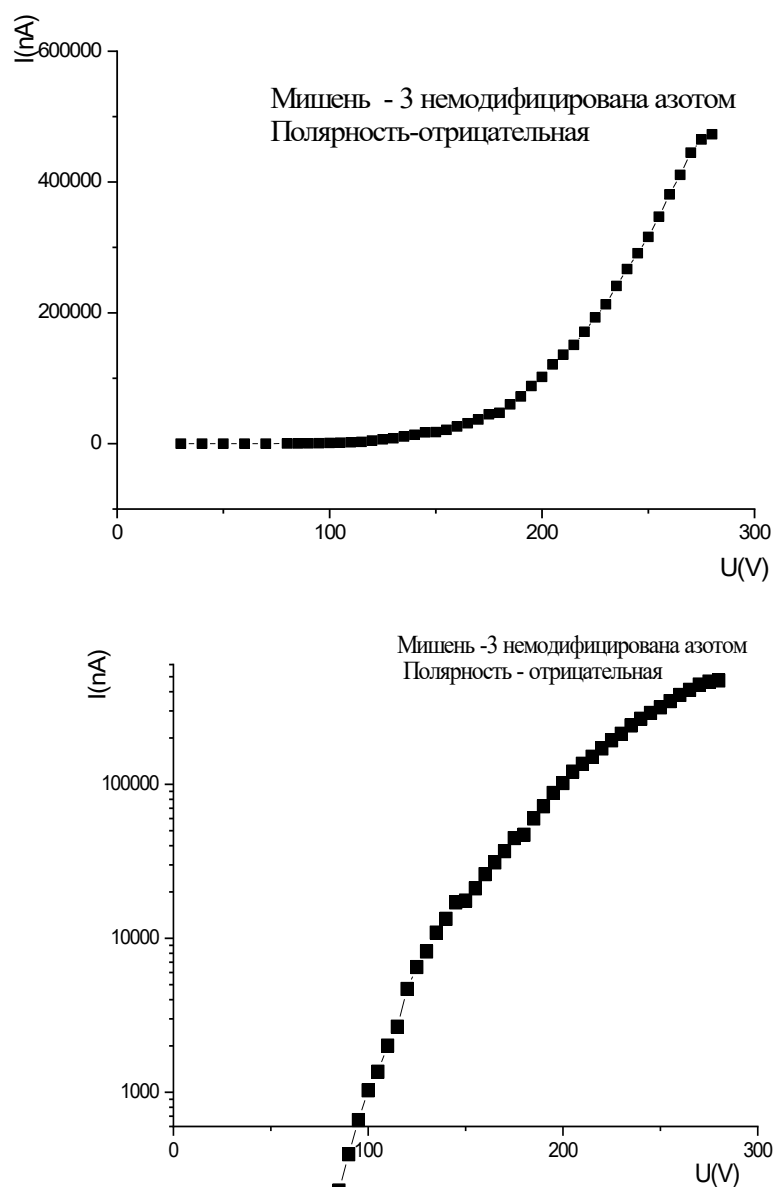 I(nA)
600000
Мишень - 3 немодифицирована азотом
Полярность-отрицательная
400000
200000
0
0 100 200 300
U(V)
Мишень -3 немодифицирована азотом
Полярность - отрицательная
I(nA)
100000
10000
1000
0 100 200 300
U(V)